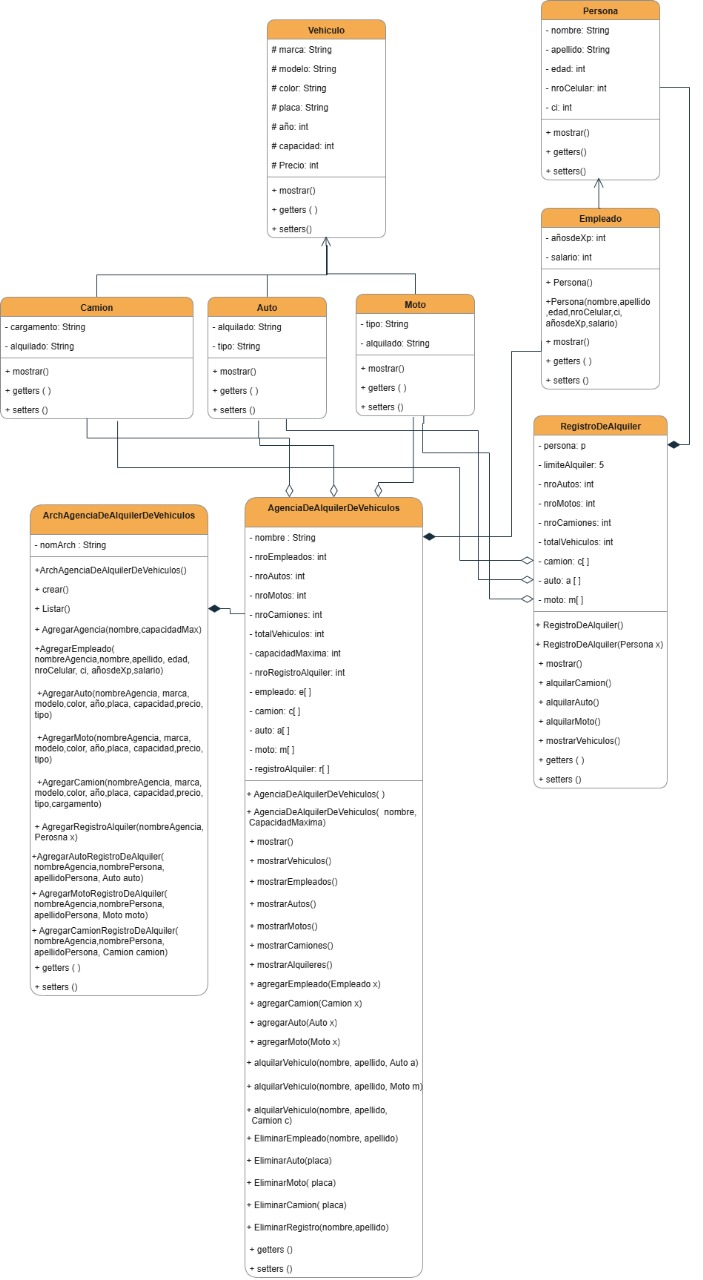 Vehiculo
# marca: String
# modelo: String
# color: String
# placa: String
# año: int
# capacidad: int
# Precio: int
+ mostrar()
+ getters ( )
+ setters()
Persona
- nombre: String
- apellido: String
- edad: int
- nroCelular: int
- ci: int
+ mostrar()
+ getters()
+ setters()
Empleado
- añosdeXp: int
- salario: int
+ Persona()
+Persona(nombre,apellido
,edad,nroCelular,ci,
añosdeXp,salario)
+ mostrar()
+ getters ( )
+ setters ()
Camion
- cargamento: String
- alquilado: String
+ mostrar()
+ getters ( )
+ setters ()
Auto
- alquilado: String
- tipo: String
+ mostrar()
+ getters ( )
+ setters ()
Moto
- tipo: String
- alquilado: String
+ mostrar()
+ getters ( )
+ setters ()
RegistroDeAlquiler
- persona: p
- limiteAlquiler: 5
- nroAutos: int
- nroMotos: int
- nroCamiones: int
- totalVehiculos: int
- camion: c[ ]
- auto: a [ ]
- moto: m[ ]
+ RegistroDeAlquiler()
+ RegistroDeAlquiler(Persona x)
+ mostrar()
+ alquilarCamion()
+ alquilarAuto()
+ alquilarMoto()
+ mostrarVehiculos()
+ getters ( )
+ setters ()
ArchAgenciaDeAlquilerDeVehiculos
- nomArch : String
+ArchAgenciaDeAlquilerDeVehiculos()
+ crear()
+ Listar()
+ AgregarAgencia(nombre,capacidadMax)
+AgregarEmpleado(
nombreAgencia,nombre,apellido, edad,
nroCelular, ci, añosdeXp,salario)
+AgregarAuto(nombreAgencia, marca,
modelo,color, año,placa, capacidad,precio,
tipo)
+AgregarMoto(nombreAgencia, marca,
modelo,color, año,placa, capacidad,precio,
tipo)
+AgregarCamion(nombreAgencia, marca,
modelo,color, año,placa, capacidad,precio,
tipo,cargamento)
+ AgregarRegistroAlquiler(nombreAgencia,
Perosna x)
+AgregarAutoRegistroDeAlquiler(
nombreAgencia,nombrePersona,
apellidoPersona, Auto auto)
+ AgregarMotoRegistroDeAlquiler(
nombreAgencia,nombrePersona,
apellidoPersona, Moto moto)
+ AgregarCamionRegistroDeAlquiler(
nombreAgencia,nombrePersona,
apellidoPersona, Camion camion)
+ getters ( )
+ setters ()
AgenciaDeAlquilerDeVehiculos
- nombre : String
- nroEmpleados: int
- nroAutos: int
- nroMotos: int
- nroCamiones: int
- totalVehiculos: int
- capacidadMaxima: int
- nroRegistroAlquiler: int
- empleado: e[ ]
- camion: c[ ]
- auto: a[ ]
- moto: m[ ]
- registroAlquiler: r[ ]
+ AgenciaDeAlquilerDeVehiculos( )
+ AgenciaDeAlquilerDeVehiculos( nombre,
CapacidadMaxima)
+ mostrar()
+ mostrarVehiculos()
+ mostrarEmpleados()
+ mostrarAutos()
+ mostrarMotos()
+ mostrarCamiones()
+ mostrarAlquileres()
+ agregarEmpleado(Empleado x)
+ agregarCamion(Camion x)
+ agregarAuto(Auto x)
+ agregarMoto(Moto x)
+ alquilarVehiculo(nombre, apellido, Auto a)
+ alquilarVehiculo(nombre, apellido, Moto m)
+ alquilarVehiculo(nombre, apellido,
Camion c)
+ EliminarEmpleado(nombre, apellido)
+ EliminarAuto(placa)
+ EliminarMoto( placa)
+ EliminarCamion( placa)
+ EliminarRegistro(nombre,apellido)
+ getters ()
+ setters ()